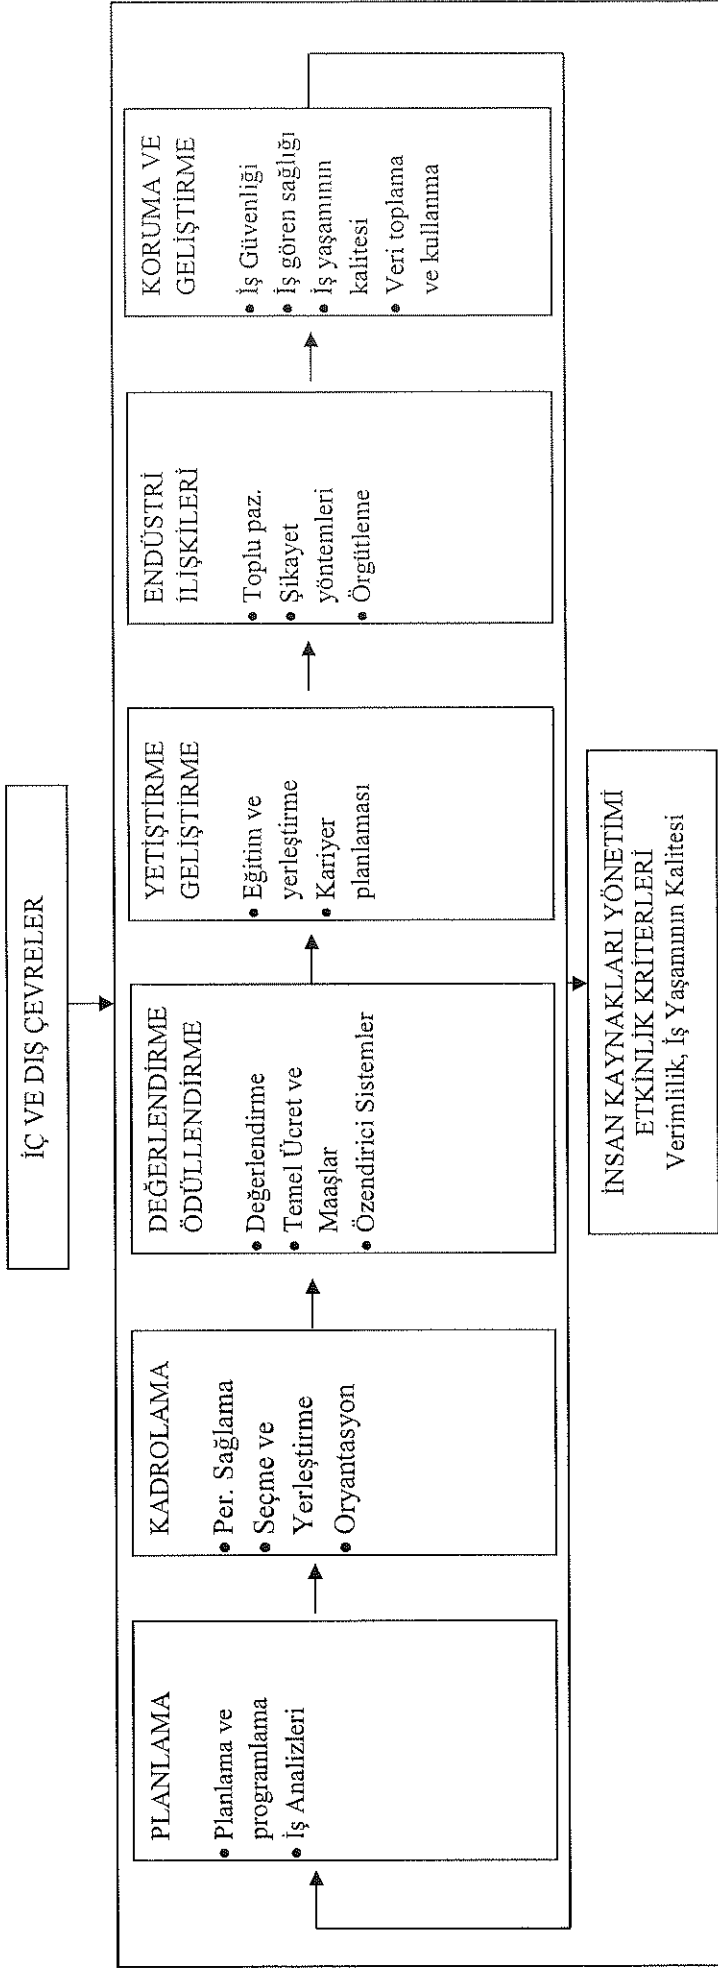 İÇ VE DIŞ ÇEVRELER
PLANLAMA
• Planlama ve
programlama
• İş Analizleri
KADROLAMA
• Per. Sağlama
• Seçme ve
Yerleştirme
• Oryantasyon
DEĞERLENDİRME
ÖDÜLLENDİRME
• Değerlendirme
• Temel Ücret ve
Maaşlar
• Özendirici Sistemler
YETİŞTİRME
GELİŞTİRME
• Eğitim ve
yerleştirme
• Kariyer
planlaması
ENDÜSTRİ
İLİŞKİLERİ
• Toplu paz.
• Şikayet
yöntemleri
• Örgütleme
KORUMA VE
GELİŞTİRME
• İş Güvenliği
• İş gören sağlığı
• İş yaşamının
kalitesi
• Veri toplama
ve kullanma
İNSAN KAYNAKLARI YÖNETİMİ
ETKİNLİK KRİTERLERİ
Verimlilik, İş Yaşamının Kalitesi